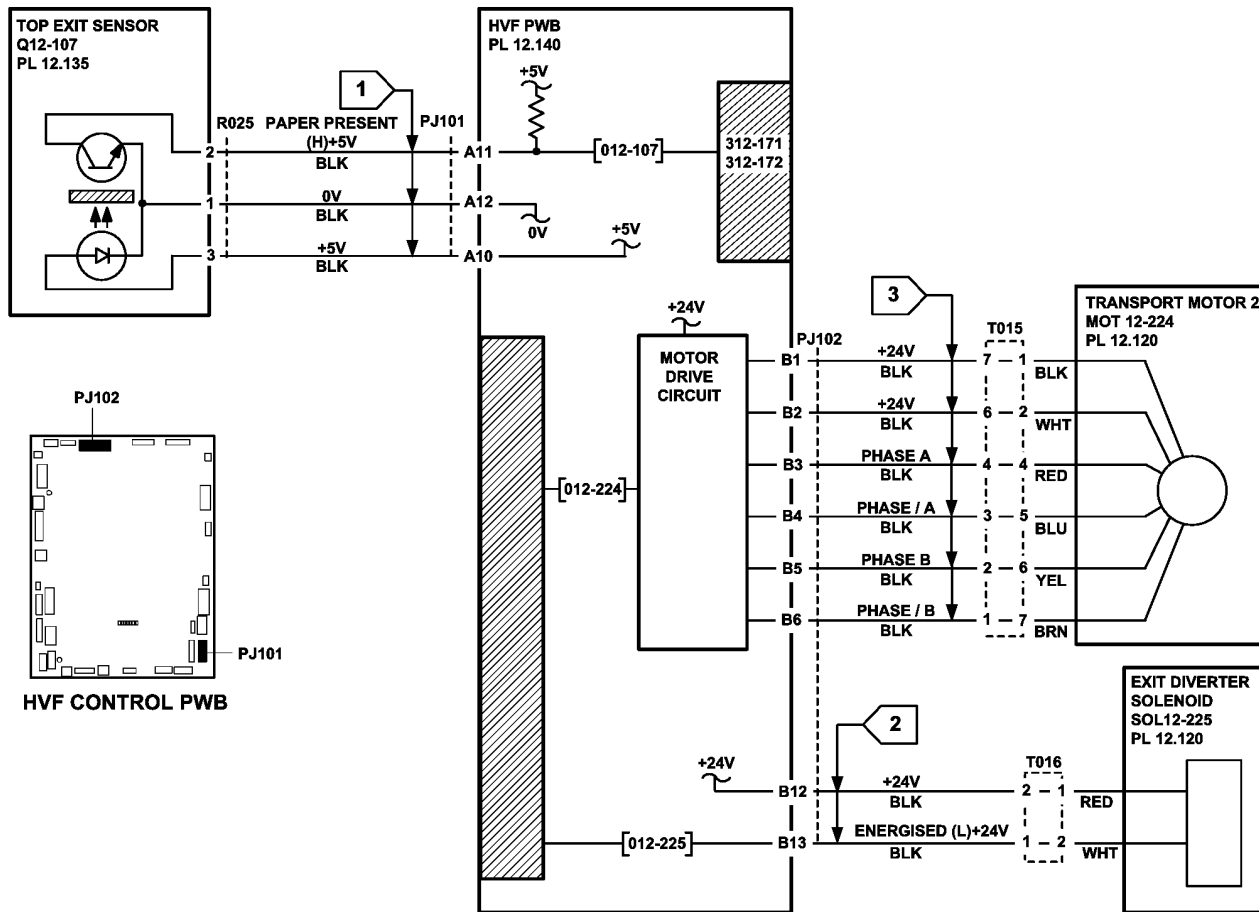 TOP EXIT SENSOR
Q12-107
PL 12.135
HVF PWB
PL 12.140
+5V
1
R025
PAPER PRESENT
PJ101
2
(H)+5V
BLK
A11
[012-107]
312-171
312-172
1
0V
BLK
A12
0V
3
+5V
BLK
A10
+5V
+24V
MOTOR
DRIVE
CIRCUIT
[012-224]
3
TRANSPORT MOTOR 2
MOT 12-224
PL 12.120
PJ102
T015
B1
+24V
BLK
7
1
BLK
B2
+24V
BLK
6
2
WHT
B3
PHASE A
BLK
4
4
RED
B4
PHASE / A
BLK
3
5
BLU
B5
PHASE B
BLK
2
6
YEL
B6
PHASE / B
BLK
1
7
BRN
PJ102
PJ101
HVF CONTROL PWB
EXIT DIVERTER
SOLENOID
SOL12-225
PL 12.120
2
T016
+24V
B12
+24V
BLK
2
1
RED
[012-225]
B13
ENERGISED (L)+24V
BLK
1
2
WHT